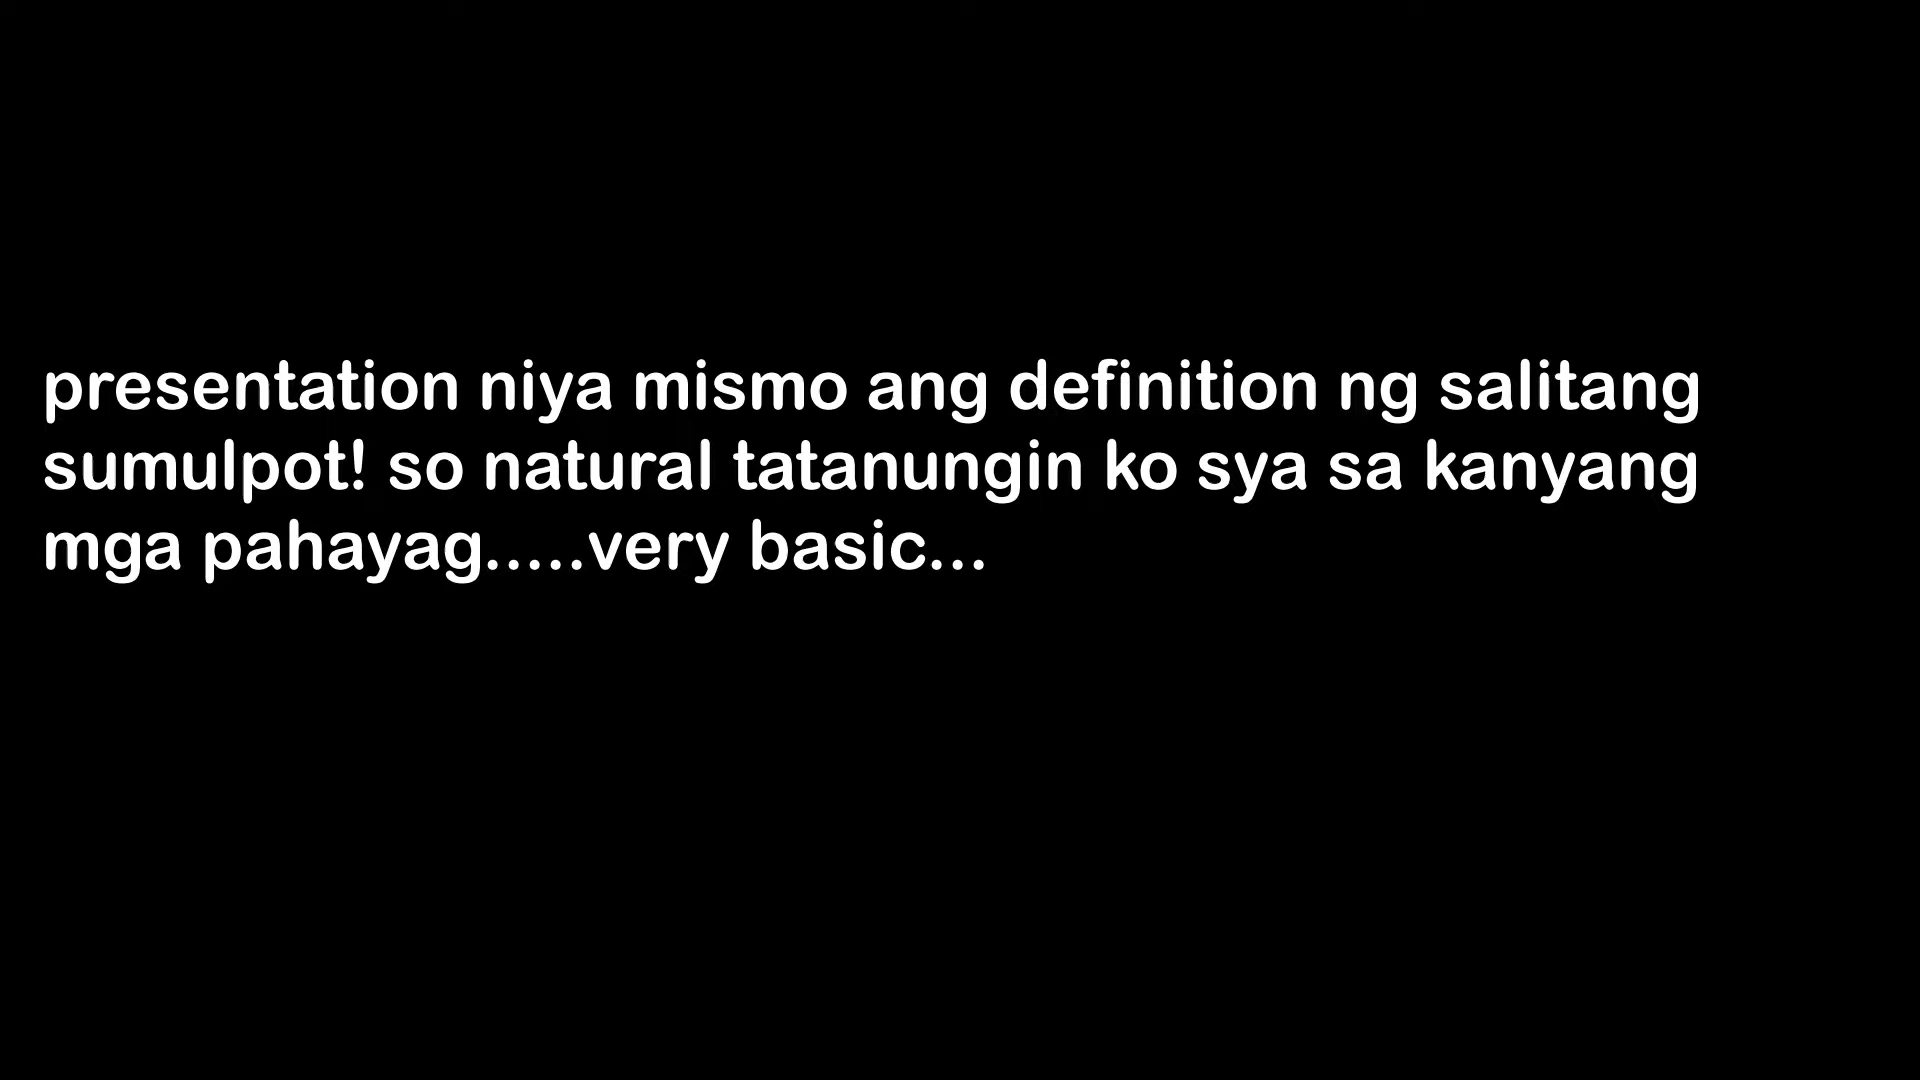 presentation niya mismo ang definition ng salitang
sumulpot! so natural tatanungin ko sya sa kanyang
mga pahayag.....very basic...